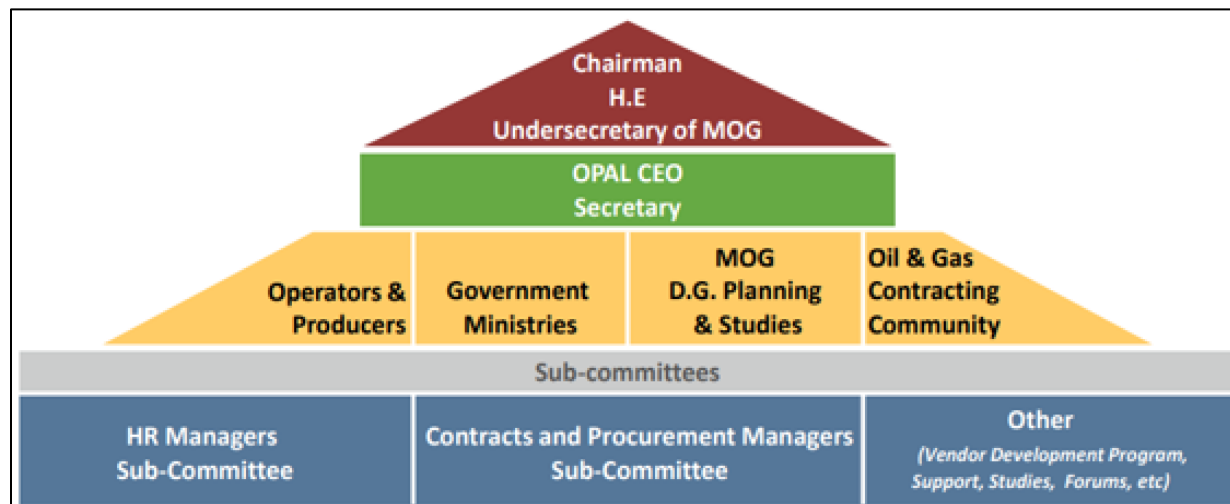 Chairman
H.E
Undersecretary of MOG
OPAL CEO
Secretary
Operators &
Producers
Government
Ministries
MOG
D.G. Planning
& Studies
Oil & Gas
Contracting
Community
Sub-committees
HR Managers
Sub-Committee
Contracts and Procurement Managers
Sub-Committee
Other
(Vendor Development Program,
Support, Studies, Forums, etc)